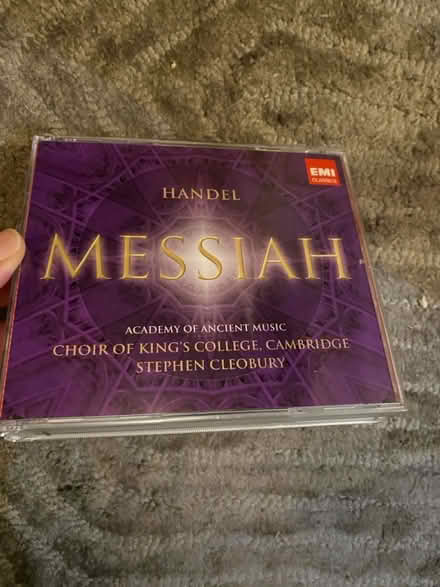 EMI
CLASSICS
HANDEL
MESSIAH
ACADEMY OF ANCIENT MUSIC
CHOIR OF KING'S COLLEGE, CAMBRIDGE
STEPHEN CLEOBURY